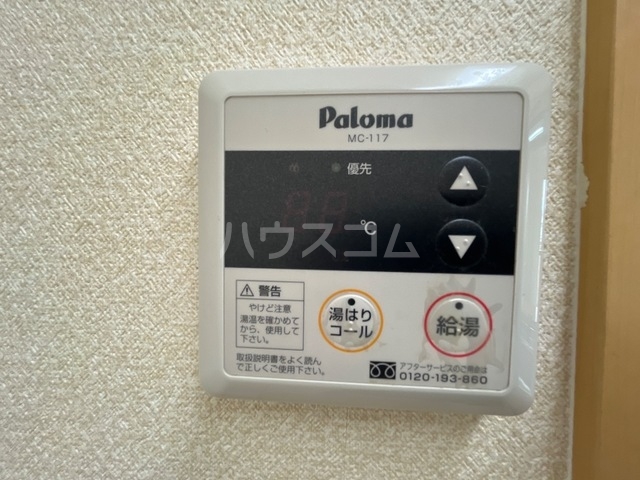 Paloma
MC-117
優先
℃
ハウスコム
警告
やけど注意
湯温を確かめて
から、使用して
下さい。
取扱説明書をよく読ん
で正しくご使用下さい。
湯はり
コール
給湯
アフターサービスのご用命は
0120-193-860